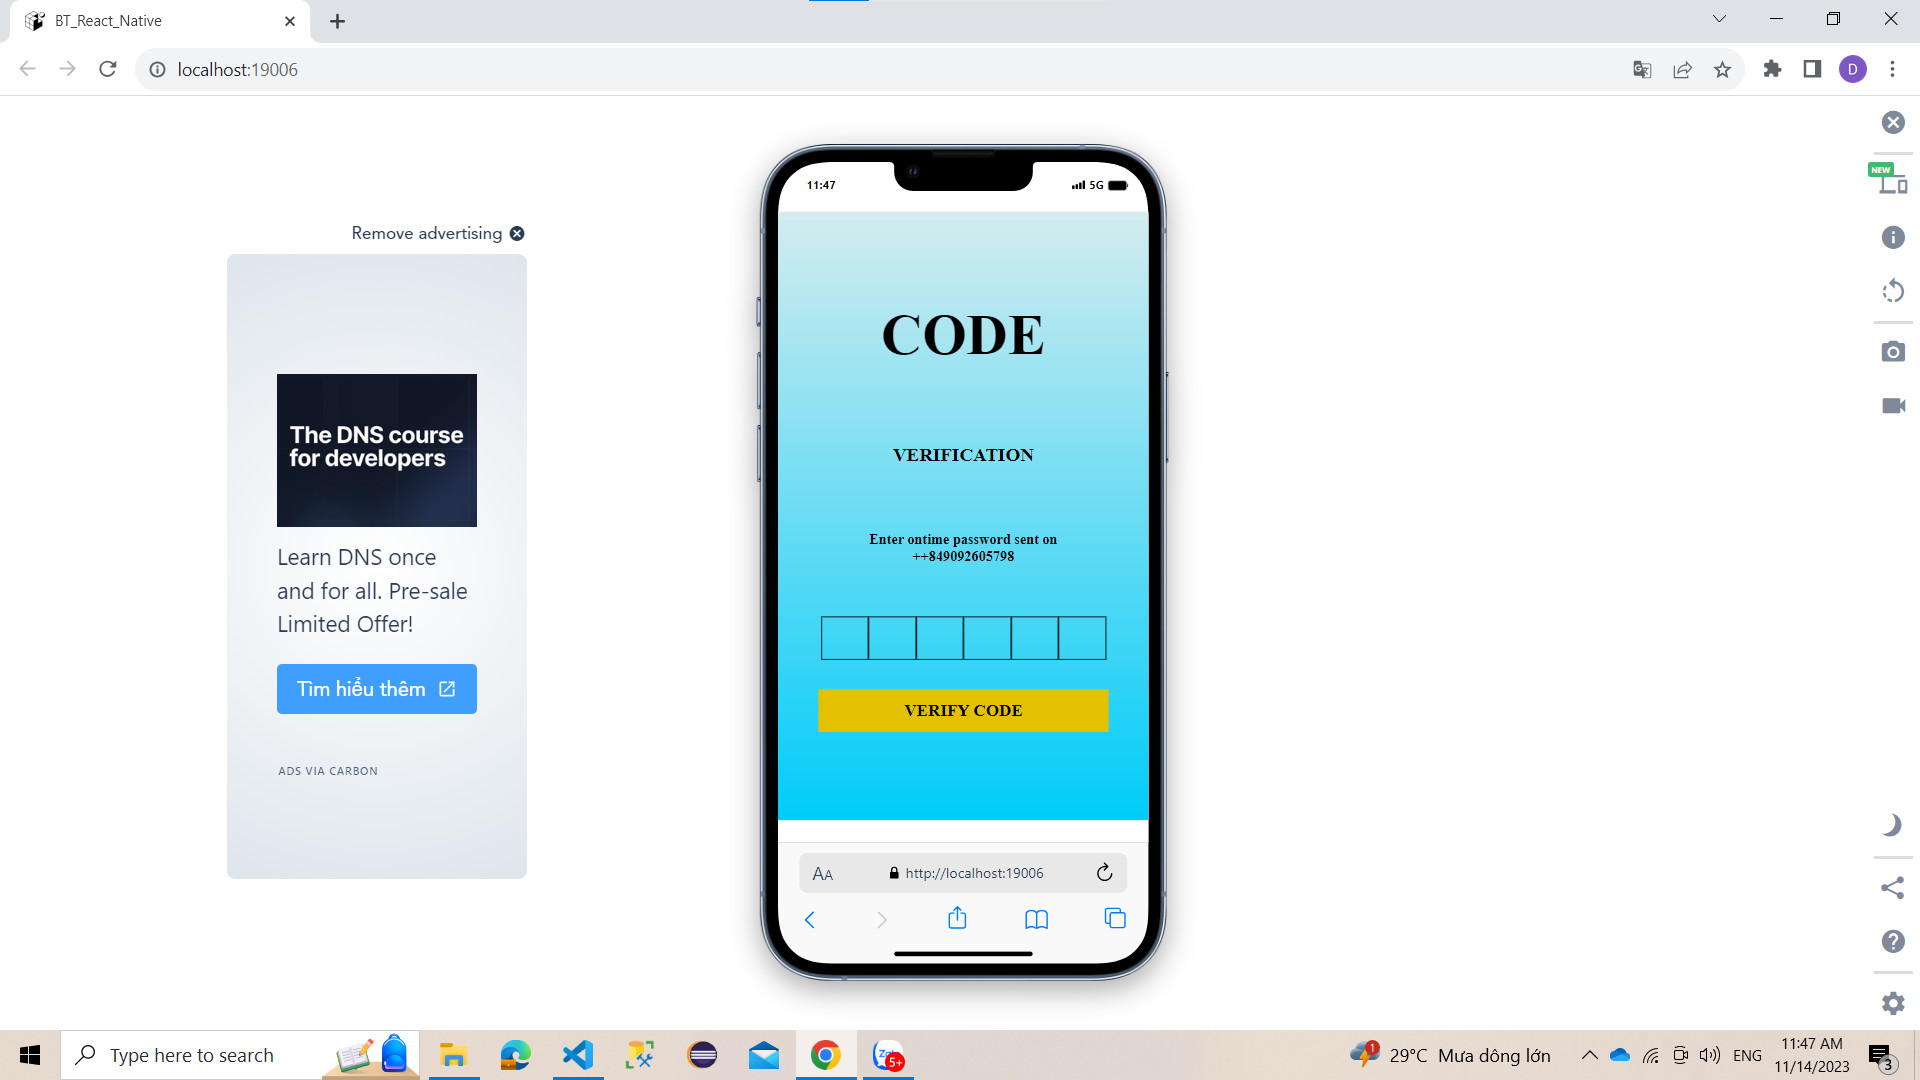 BT_React_Native
localhost:19006
D
NEW
Remove advertising
The DNS course
for developers
Learn DNS once
and for all. Pre-sale
Limited Offer!
Tìm hiểu thêm
ADS VIA CARBON
11:47
5G
CODE
VERIFICATION
Enter ontime password sent on
++849092605798
VERIFY CODE
AA
http://localhost:19006
Type here to search
5+
1
29°C Mưa dông lớn
ENG
11:47 AM
11/14/2023
3